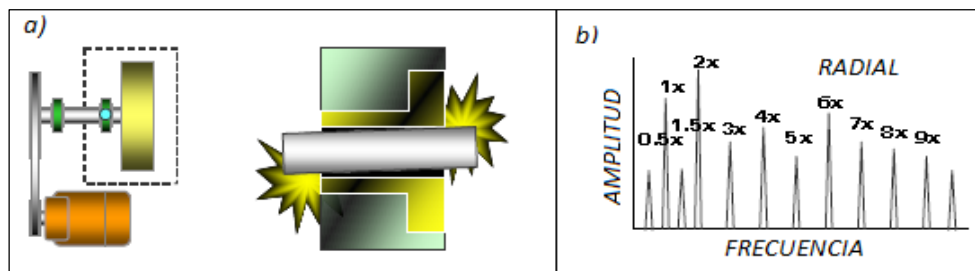 a)
b)
2x
RADIAL
1x
6x
4x
0.5x 1.5x 3x 5x 7x 8x 9x
AMPLITUD
FRECUENCIA